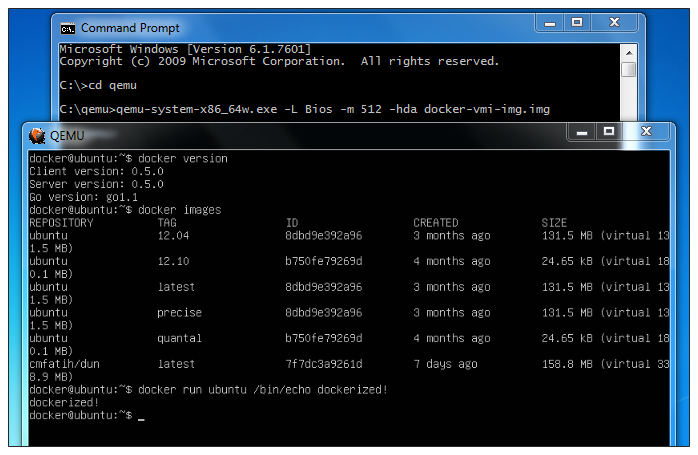 Command Prompt
Microsoft Windows [Version 6.1.7601]
Copyright (c) 2009 Microsoft Corporation.  All rights reserved.
C:\>cd qemu
C:\qemu>qemu-system-x86_64w.exe -L Bios -m 512 -hda docker-vmi-img.img
QEMU
docker@ubuntu:~$ docker version
Client version: 0.5.0
Server version: 0.5.0
Go version: go1.1
docker@ubuntu:~$ docker images
REPOSITORY TAG ID CREATED SIZE
ubuntu 12.04 8dbd9e392a96 3 months ago 131.5 MB (virtual 13
1.5 MB)
ubuntu 12.10 b750fe79269d 4 months ago 24.65 kB (virtual 18
0.1 MB)
ubuntu latest 8dbd9e392a96 3 months ago 131.5 MB (virtual 13
1.5 MB)
ubuntu precise 8dbd9e392a96 3 months ago 131.5 MB (virtual 13
1.5 MB)
ubuntu quantal b750fe79269d 4 months ago 24.65 kB (virtual 18
0.1 MB)
cmfatih/dun latest 7f7dc3a9261d 7 days ago 158.8 MB (virtual 33
8.9 MB)
docker@ubuntu:~$ docker run ubuntu /bin/echo dockerized!
dockerized!
docker@ubuntu:~$ _